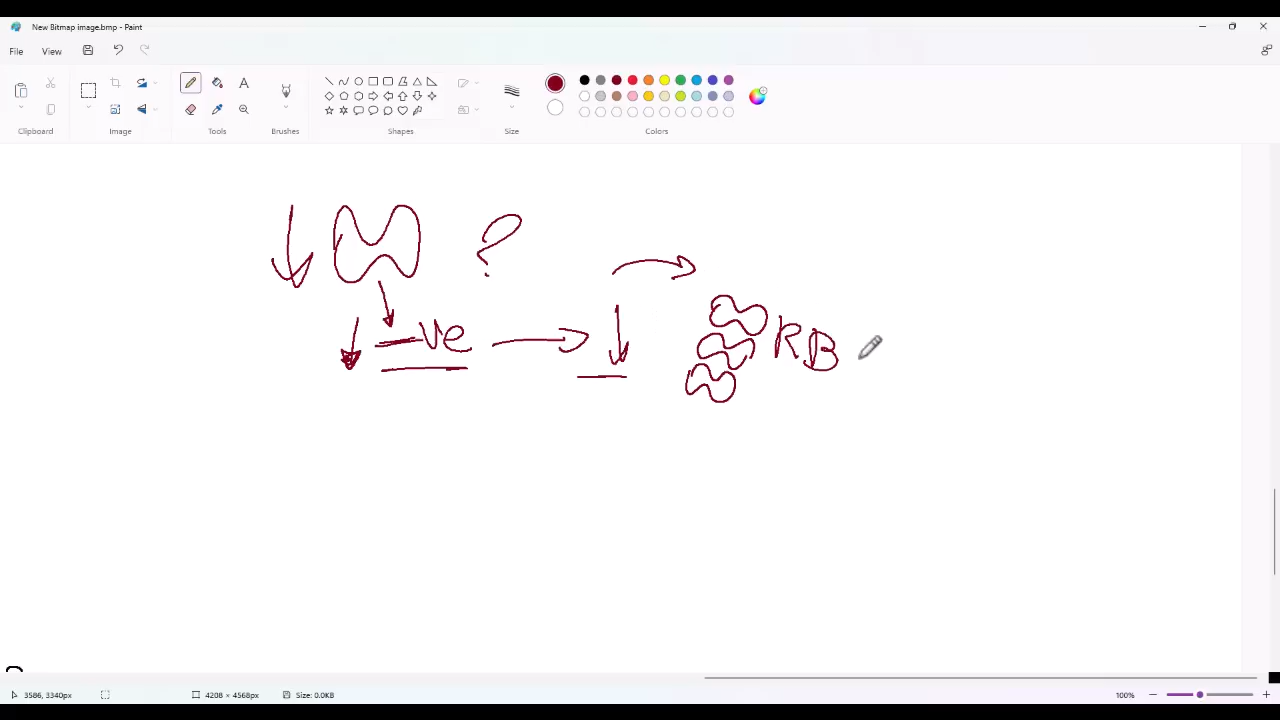 New Bitmap image.bmp - Paint
File View
Clipboard Image Tools Brushes Shapes Size Colors
?
-ve
RB
3586, 3340px 4208 × 4568px Size: 0.0KB 100%